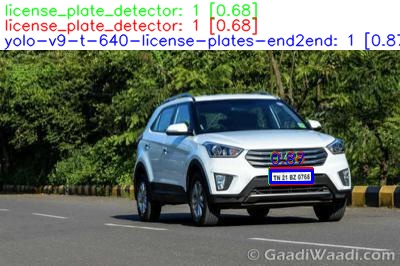 license_plate_detector: 1 [0.68]
license_plate_detector: 1 [0.68]
yolo-v9-t-640-license-plates-end2end: 1 [0.87
0.87
TN 21 BZ 0766
© GaadiWaadi.com